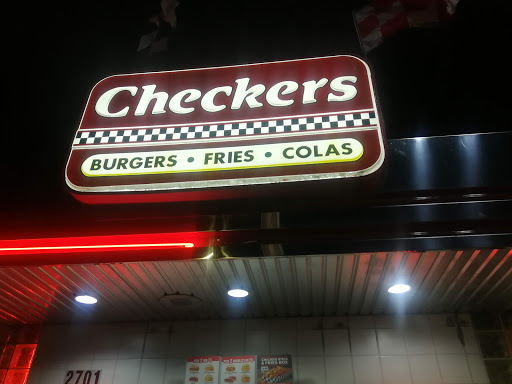 Checkers
BURGERS • FRIES • COLAS
2701